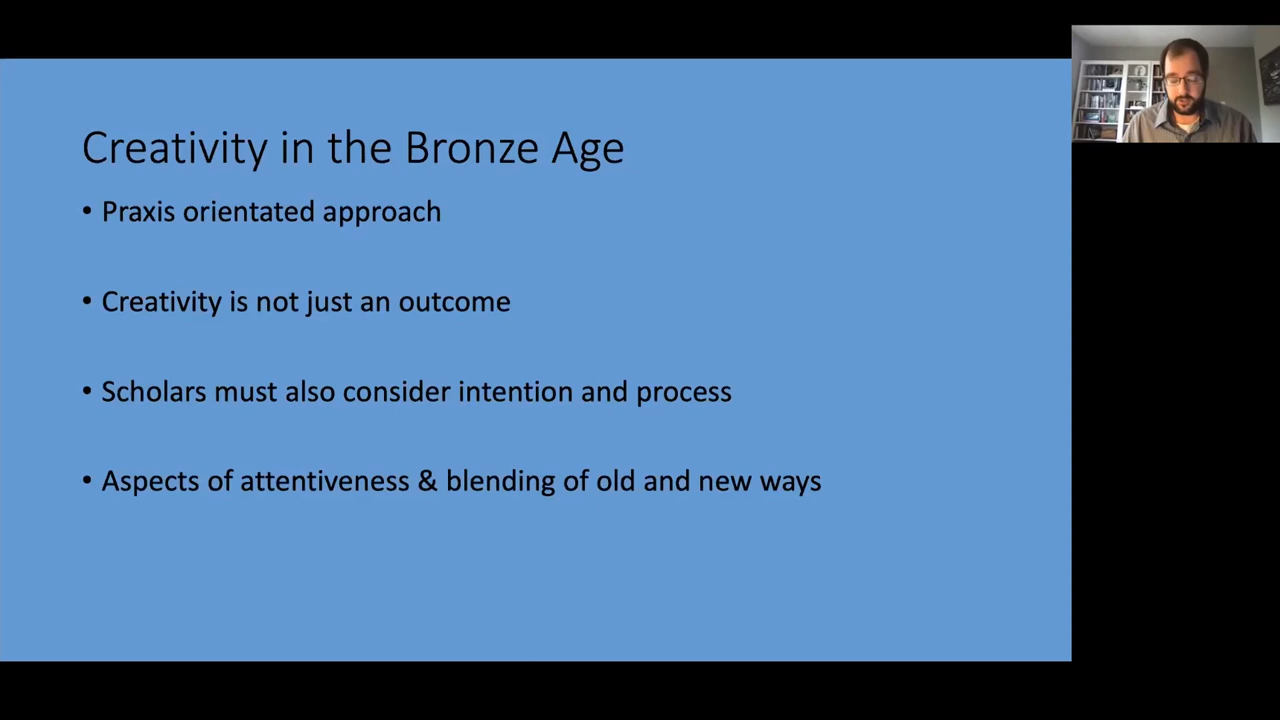 Creativity in the Bronze Age
• Praxis orientated approach
• Creativity is not just an outcome
• Scholars must also consider intention and process
• Aspects of attentiveness & blending of old and new ways